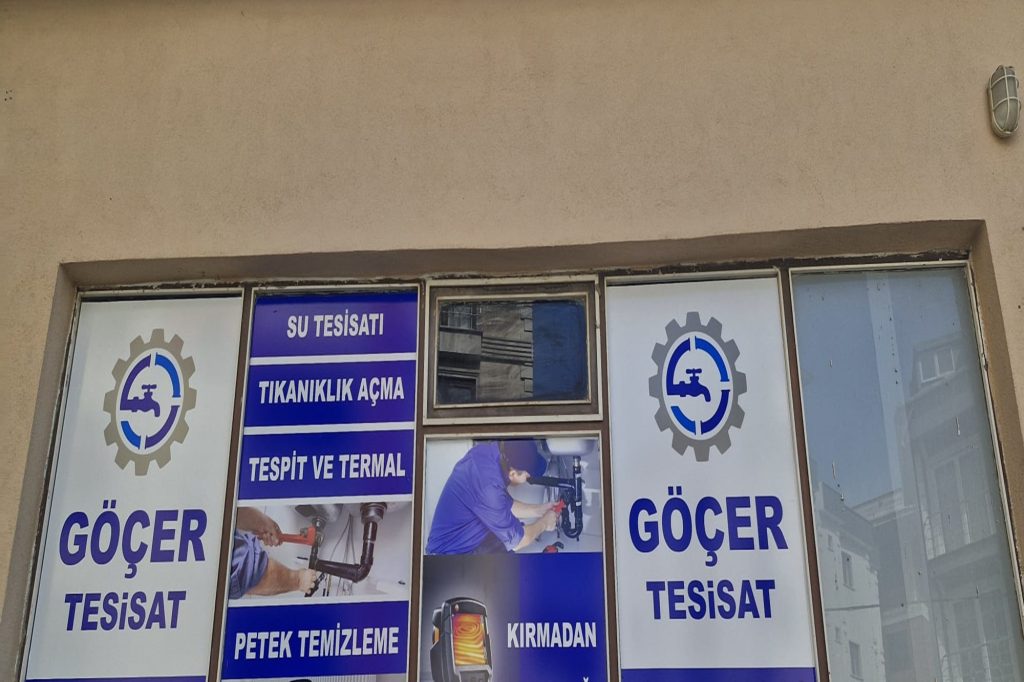 GÖÇER
TESiSAT
SU TESİSATI
TIKANIKLIK AÇMA
TESPİT VE TERMAL
PETEK TEMİZLEME
KIRMADAN
GÖÇER
TESiSAT